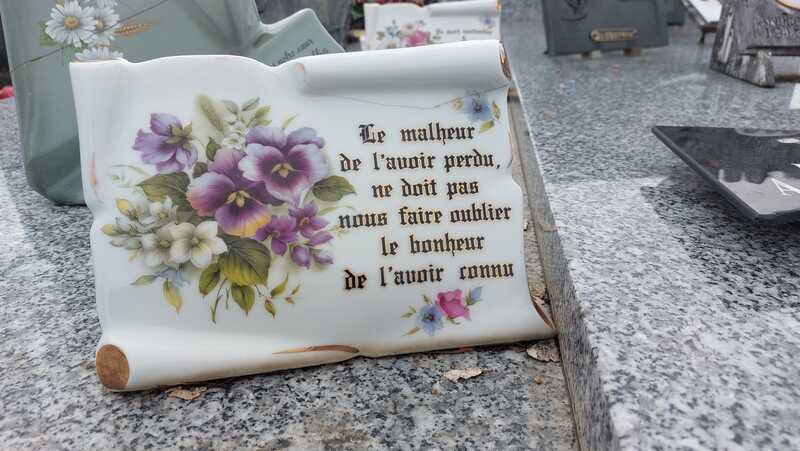 Le malheur
de l'avoir perdu,
ne doit pas
nous faire oublier
le bonheur
de l'avoir connu